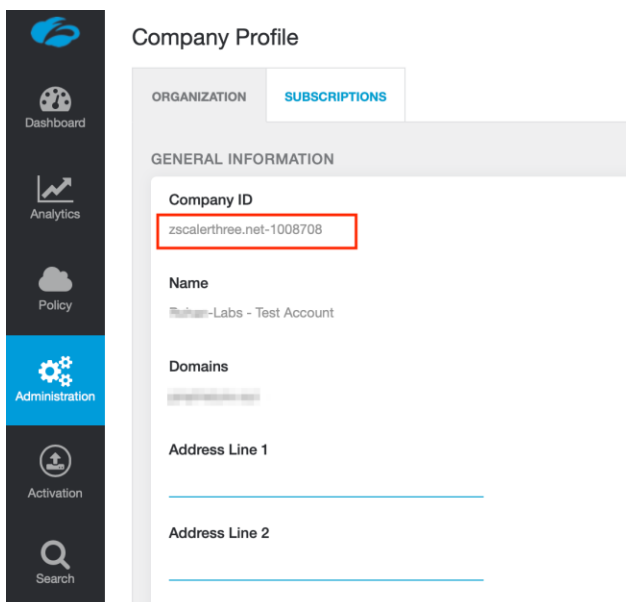 Company Profile
Dashboard
Analytics
Policy
Administration
Activation
Search
ORGANIZATION
SUBSCRIPTIONS
GENERAL INFORMATION
Company ID
zscalerthree.net-1008708
Name
-Labs - Test Account
Domains
Address Line 1
Address Line 2